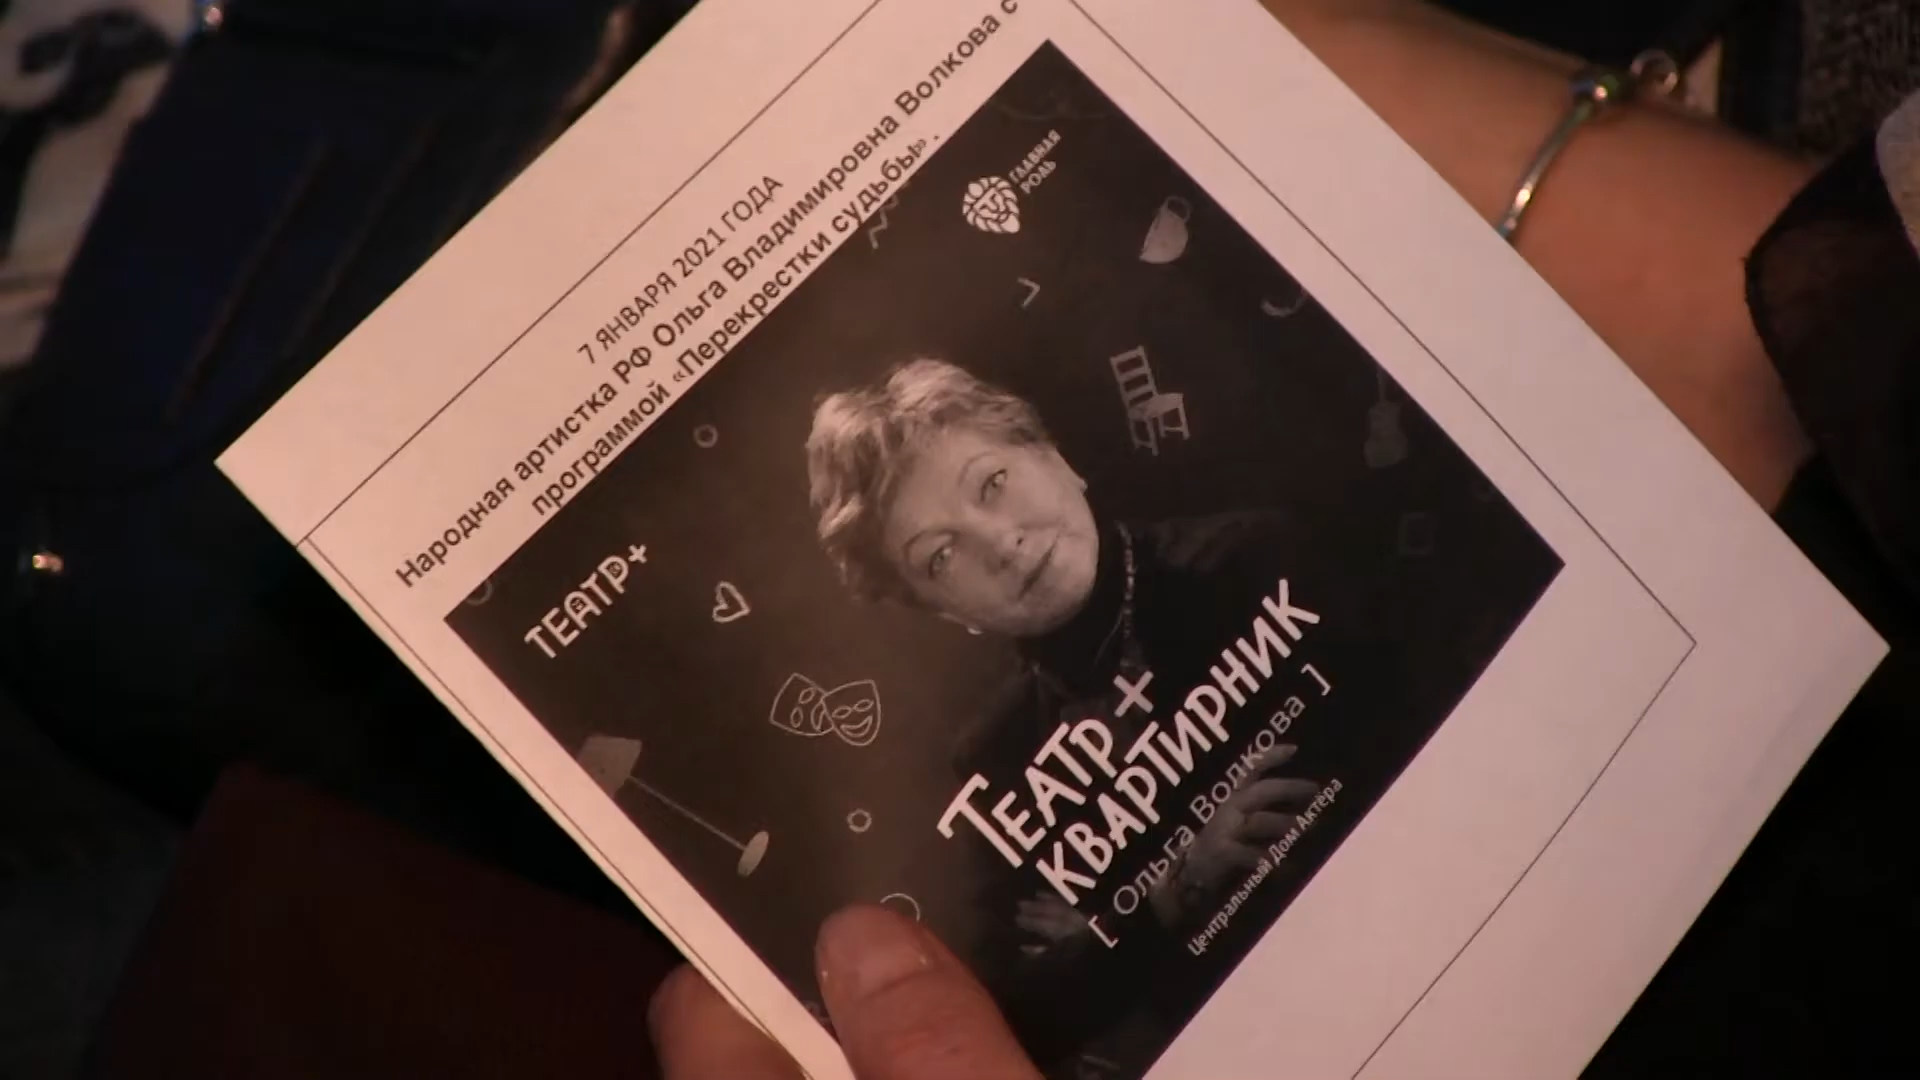 7 ЯНВАРЯ 2021 ГОДА
Народная артистка РФ Ольга Владимировна Волкова с
программой «Перекрестки судьбы».
ГЛАВНАЯ
РОЛЬ
ТЕАТР+
ТЕАТР+
КВАРТИРНИК
[ Ольга Волкова ]
Центральный Дом Актёра